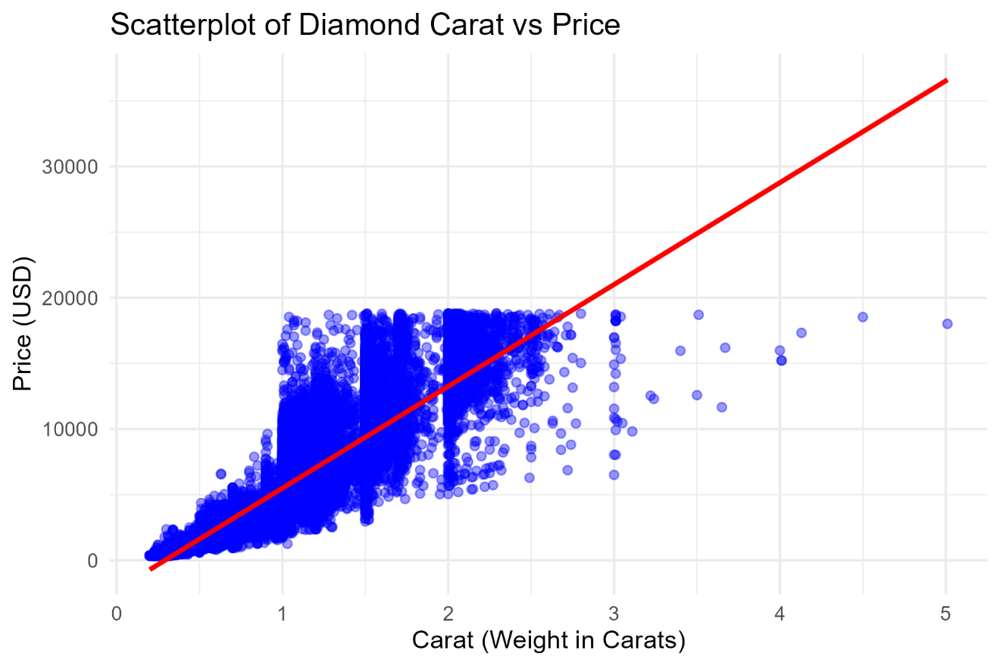 Scatterplot of Diamond Carat vs Price
Price (USD)
30000
20000
10000
0
0 1 2 3 4 5
Carat (Weight in Carats)